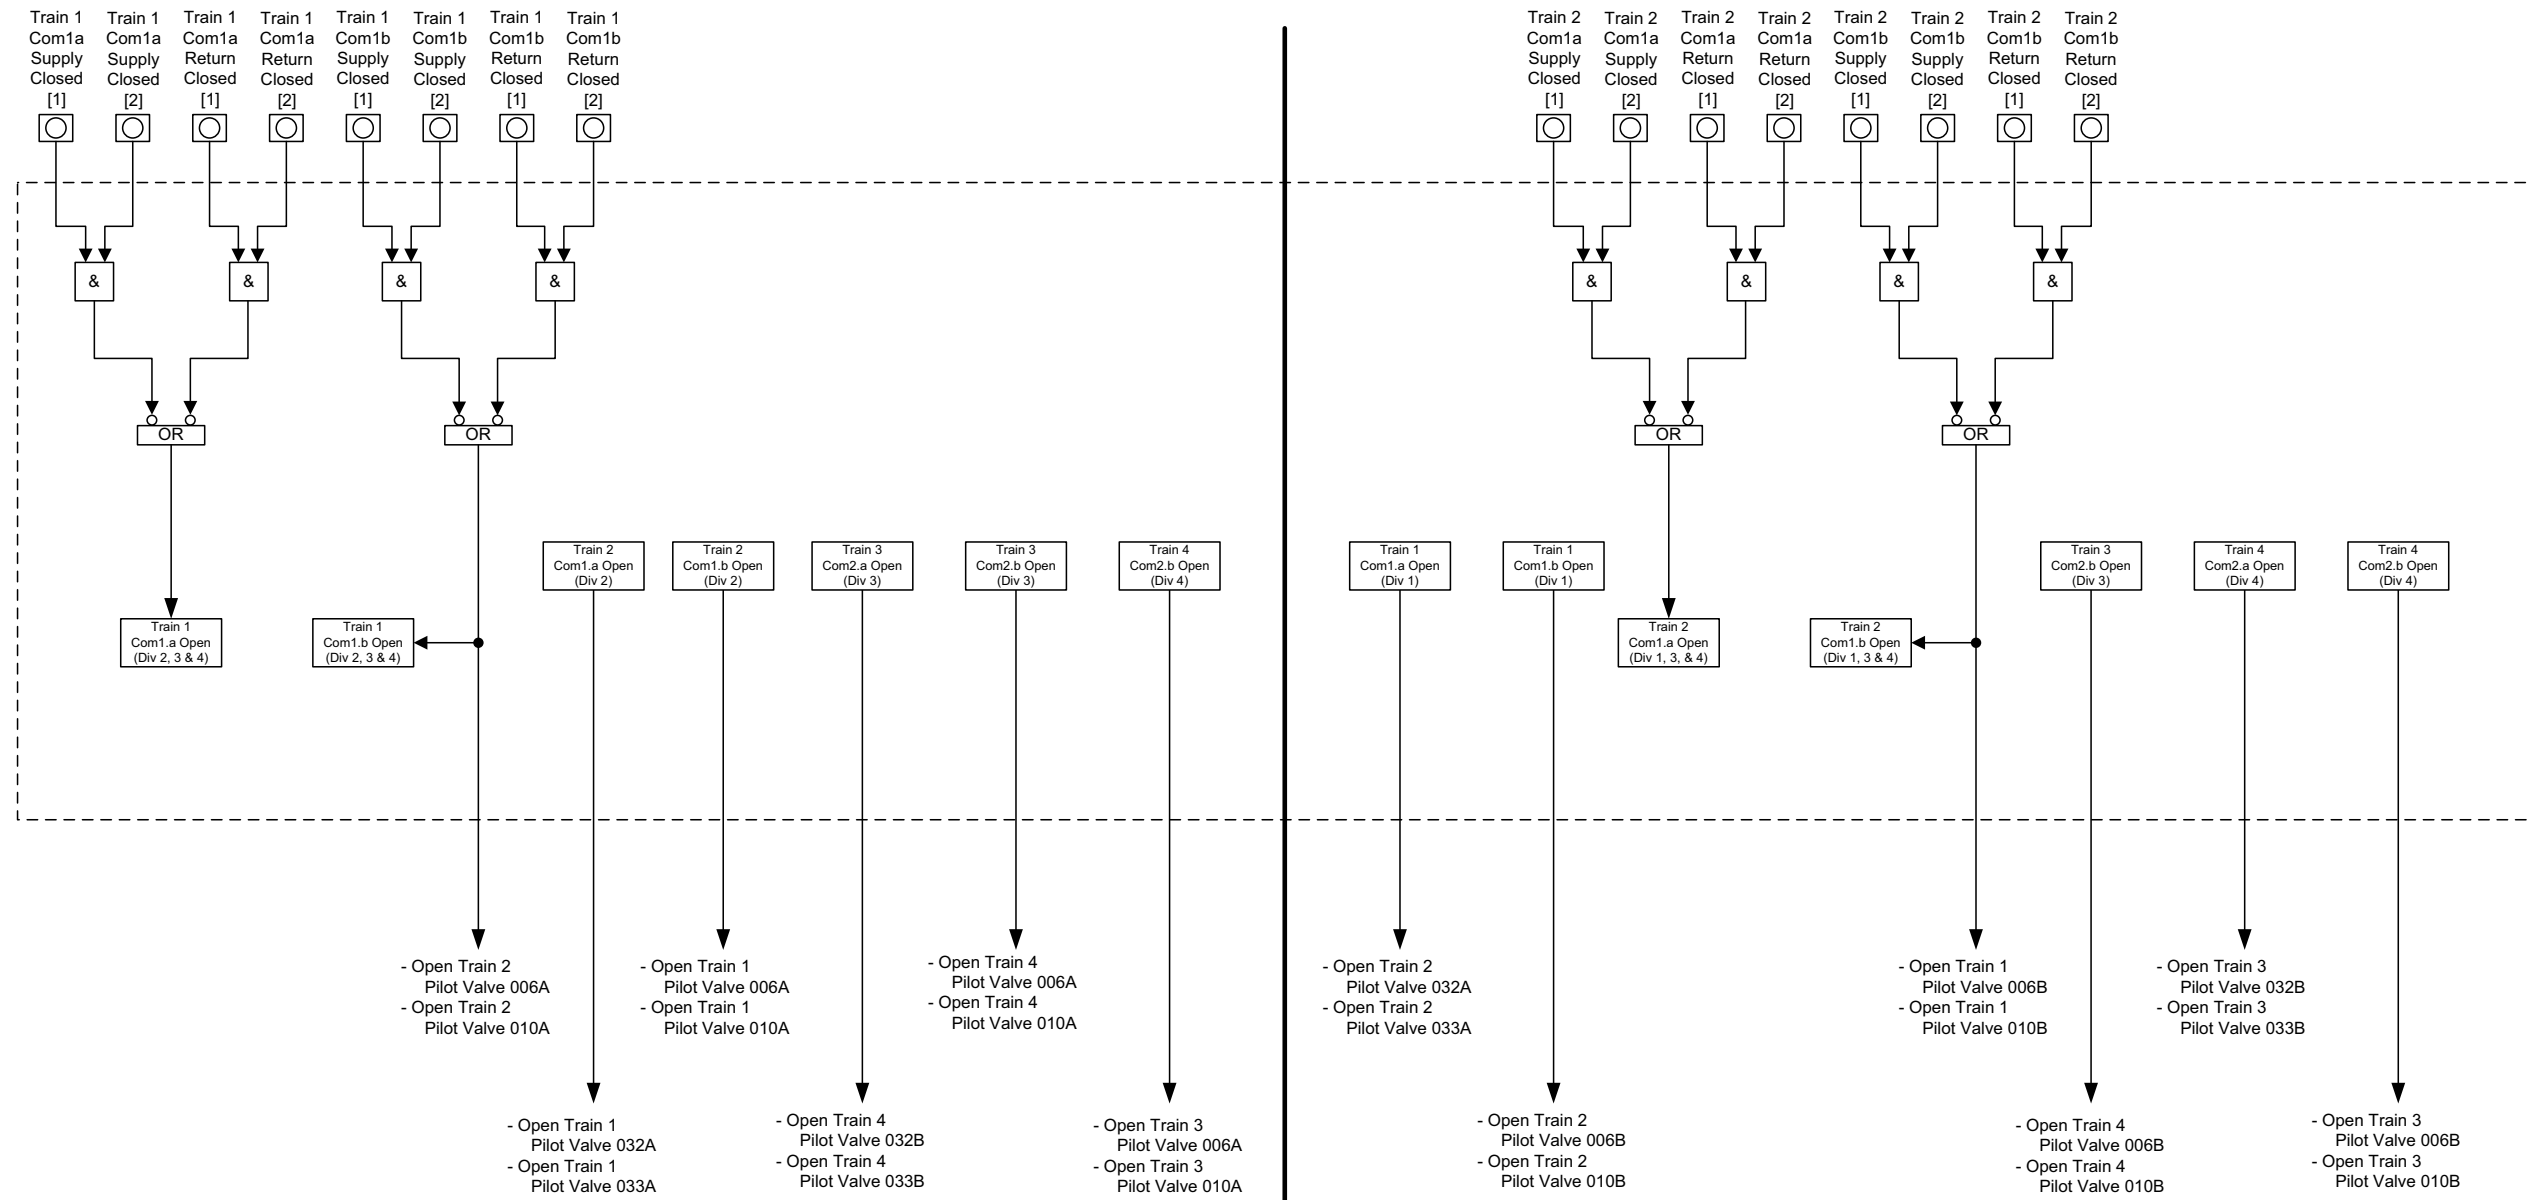 Train 1
Com1a
Supply
Closed
[1]
Train 1
Com1a
Supply
Closed
[2]
Train 1
Com1a
Return
Closed
[1]
Train 1
Com1a
Return
Closed
[2]
Train 1
Com1b
Supply
Closed
[1]
Train 1
Com1b
Supply
Closed
[2]
Train 1
Com1b
Return
Closed
[1]
Train 1
Com1b
Return
Closed
[2]
&
&
&
&
OR
OR
Train 2
Com1.a Open
(Div 2)
Train 2
Com1.b Open
(Div 2)
Train 3
Com2.a Open
(Div 3)
Train 3
Com2.b Open
(Div 3)
Train 4
Com2.b Open
(Div 4)
Train 1
Com1.a Open
(Div 2, 3 & 4)
Train 1
Com1.b Open
(Div 2, 3 & 4)
- Open Train 2
Pilot Valve 006A
- Open Train 2
Pilot Valve 010A
- Open Train 1
Pilot Valve 006A
- Open Train 1
Pilot Valve 010A
- Open Train 4
Pilot Valve 006A
- Open Train 4
Pilot Valve 010A
- Open Train 1
Pilot Valve 032A
- Open Train 1
Pilot Valve 033A
- Open Train 4
Pilot Valve 032B
- Open Train 4
Pilot Valve 033B
- Open Train 3
Pilot Valve 006A
- Open Train 3
Pilot Valve 010A
Train 2
Com1a
Supply
Closed
[1]
Train 2
Com1a
Supply
Closed
[2]
Train 2
Com1a
Return
Closed
[1]
Train 2
Com1a
Return
Closed
[2]
Train 2
Com1b
Supply
Closed
[1]
Train 2
Com1b
Supply
Closed
[2]
Train 2
Com1b
Return
Closed
[1]
Train 2
Com1b
Return
Closed
[2]
&
&
&
&
OR
OR
Train 1
Com1.a Open
(Div 1)
Train 1
Com1.b Open
(Div 1)
Train 3
Com2.b Open
(Div 3)
Train 4
Com2.a Open
(Div 4)
Train 4
Com2.b Open
(Div 4)
Train 2
Com1.a Open
(Div 1, 3, & 4)
Train 2
Com1.b Open
(Div 1, 3 & 4)
- Open Train 2
Pilot Valve 032A
- Open Train 2
Pilot Valve 033A
- Open Train 1
Pilot Valve 006B
- Open Train 1
Pilot Valve 010B
- Open Train 3
Pilot Valve 032B
- Open Train 3
Pilot Valve 033B
- Open Train 2
Pilot Valve 006B
- Open Train 2
Pilot Valve 010B
- Open Train 4
Pilot Valve 006B
- Open Train 4
Pilot Valve 010B
- Open Train 3
Pilot Valve 006B
- Open Train 3
Pilot Valve 010B